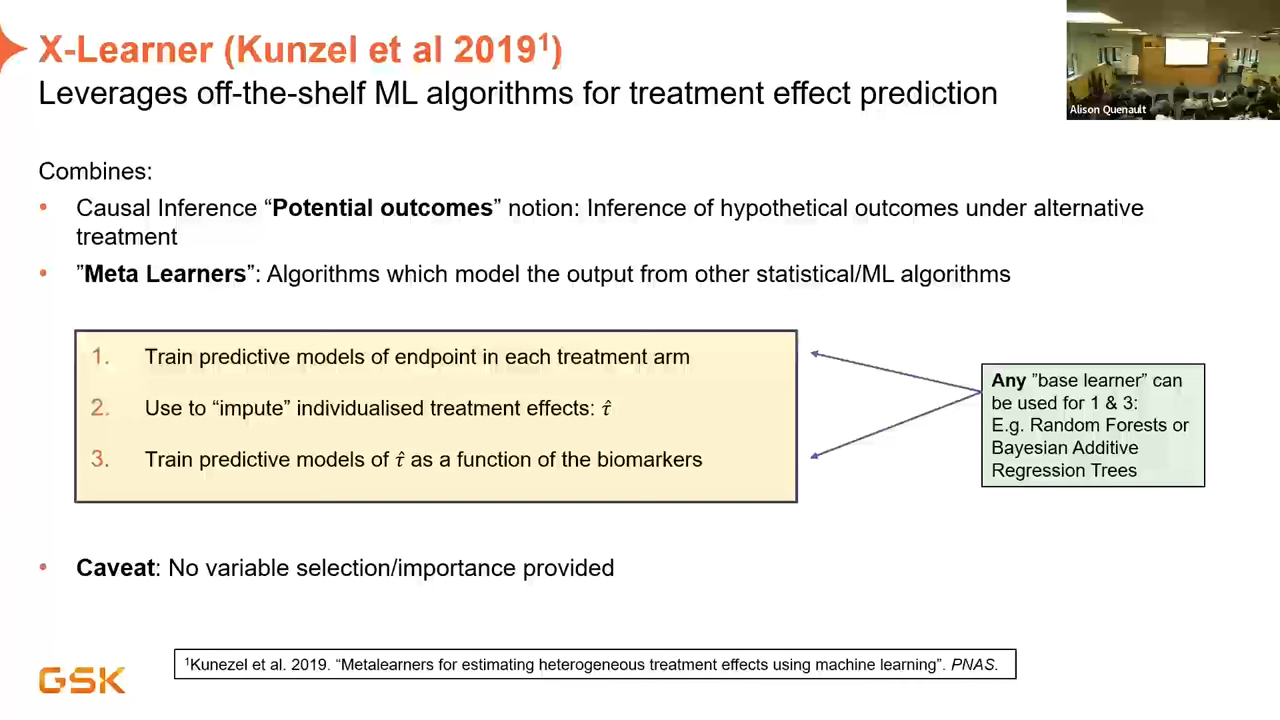 X-Learner (Kunzel et al 2019¹)
Leverages off-the-shelf ML algorithms for treatment effect prediction
Alison Quenault
Combines:
• Causal Inference “Potential outcomes” notion: Inference of hypothetical outcomes under alternative
treatment
• ”Meta Learners”: Algorithms which model the output from other statistical/ML algorithms
1. Train predictive models of endpoint in each treatment arm
2. Use to “impute” individualised treatment effects: τ̂
3. Train predictive models of τ̂ as a function of the biomarkers
Any ”base learner” can
be used for 1 & 3:
E.g. Random Forests or
Bayesian Additive
Regression Trees
• Caveat: No variable selection/importance provided
GSK
¹Kunezel et al. 2019. “Metalearners for estimating heterogeneous treatment effects using machine learning”. PNAS.